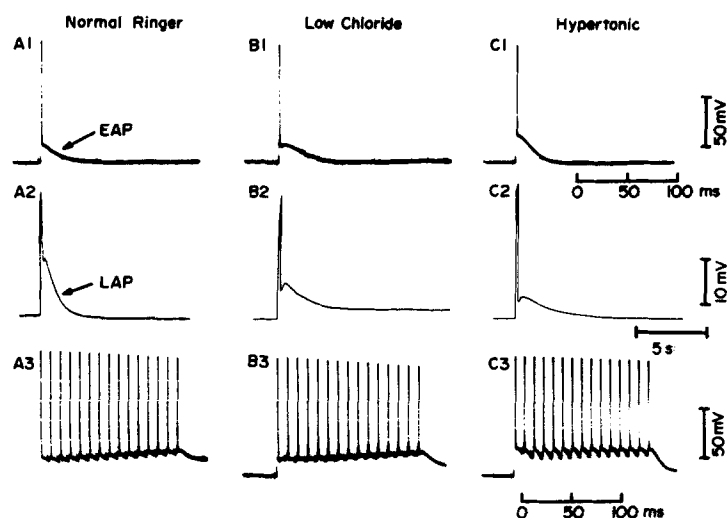 Normal Ringer
Low Chloride
Hypertonic
A1
B1
C1
EAP
50 mV
0 50 100 ms
A2
B2
C2
LAP
10 mV
5 s
A3
B3
C3
50 mV
0 50 100 ms